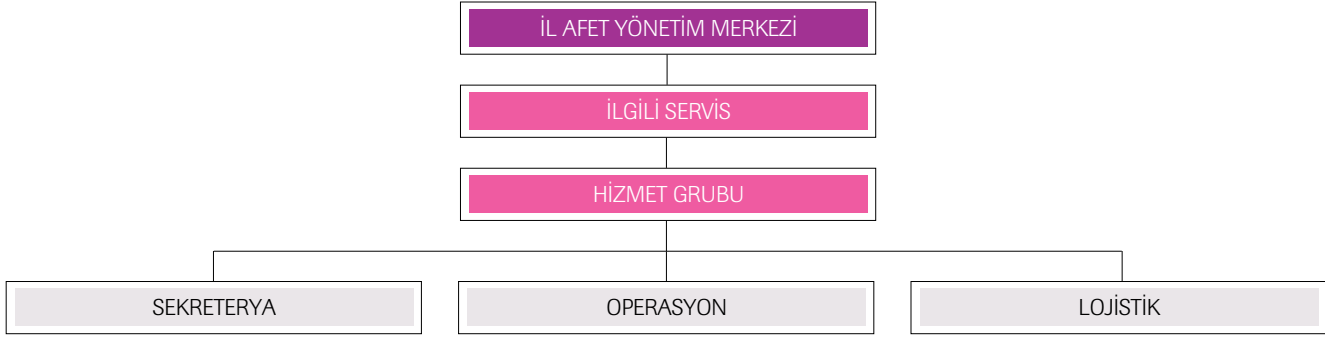 İL AFET YÖNETİM MERKEZİ
İLGİLİ SERVİS
HİZMET GRUBU
SEKRETERYA
OPERASYON
LOJİSTİK